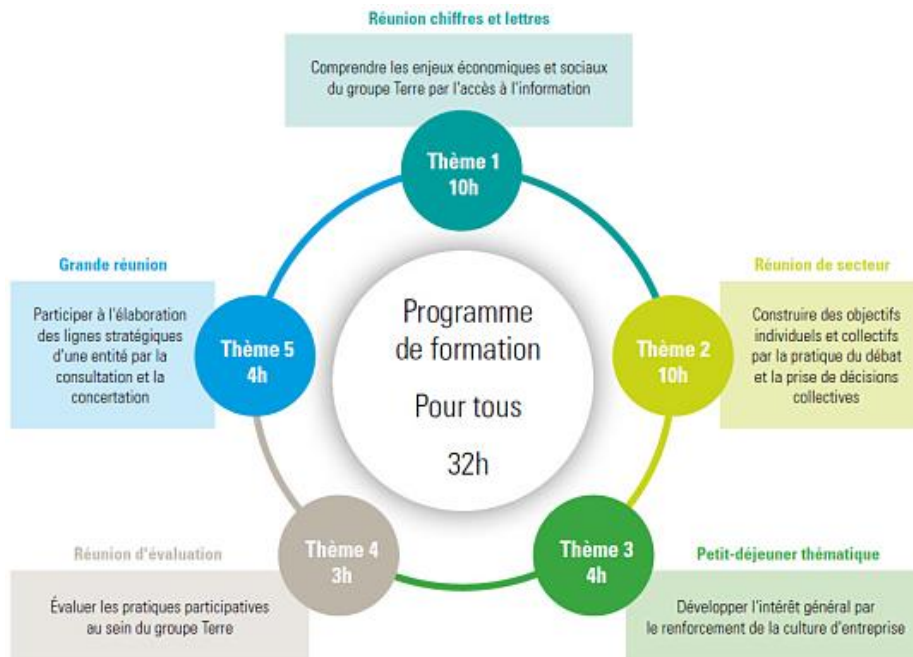 Réunion chiffres et lettres
Comprendre les enjeux économiques et sociaux
du groupe Terre par l'accès à l'information
Thème 1
10h
Réunion de secteur
Construire des objectifs
individuels et collectifs
par la pratique du débat
et la prise de décisions
collectives
Thème 2
10h
Petit-déjeuner thématique
Développer l'intérêt général par
le renforcement de la culture d'entreprise
Thème 3
4h
Réunion d'évaluation
Évaluer les pratiques participatives
au sein du groupe Terre
Thème 4
3h
Grande réunion
Participer à l'élaboration
des lignes stratégiques
d'une entité par la
consultation et la
concertation
Thème 5
4h
Programme
de formation
Pour tous
32h